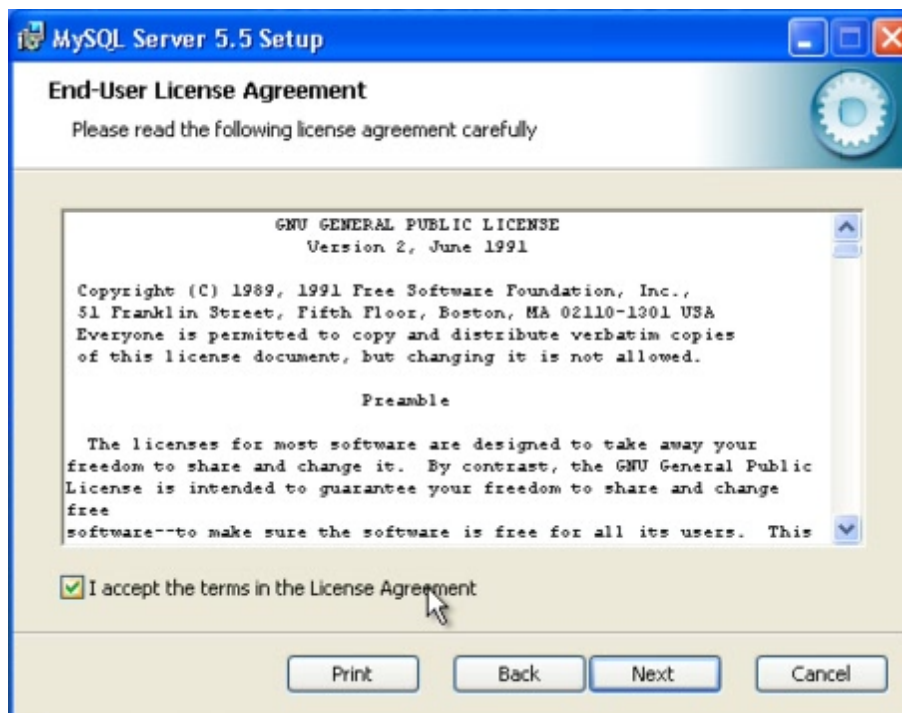 MySQL Server 5.5 Setup
End-User License Agreement
Please read the following license agreement carefully
GNU GENERAL PUBLIC LICENSE
Version 2, June 1991
Copyright (C) 1989, 1991 Free Software Foundation, Inc.,
51 Franklin Street, Fifth Floor, Boston, MA 02110-1301 USA
Everyone is permitted to copy and distribute verbatim copies
of this license document, but changing it is not allowed.
Preamble
The licenses for most software are designed to take away your
freedom to share and change it. By contrast, the GNU General Public
License is intended to guarantee your freedom to share and change
free
software--to make sure the software is free for all its users. This
I accept the terms in the License Agreement
Print Back Next Cancel